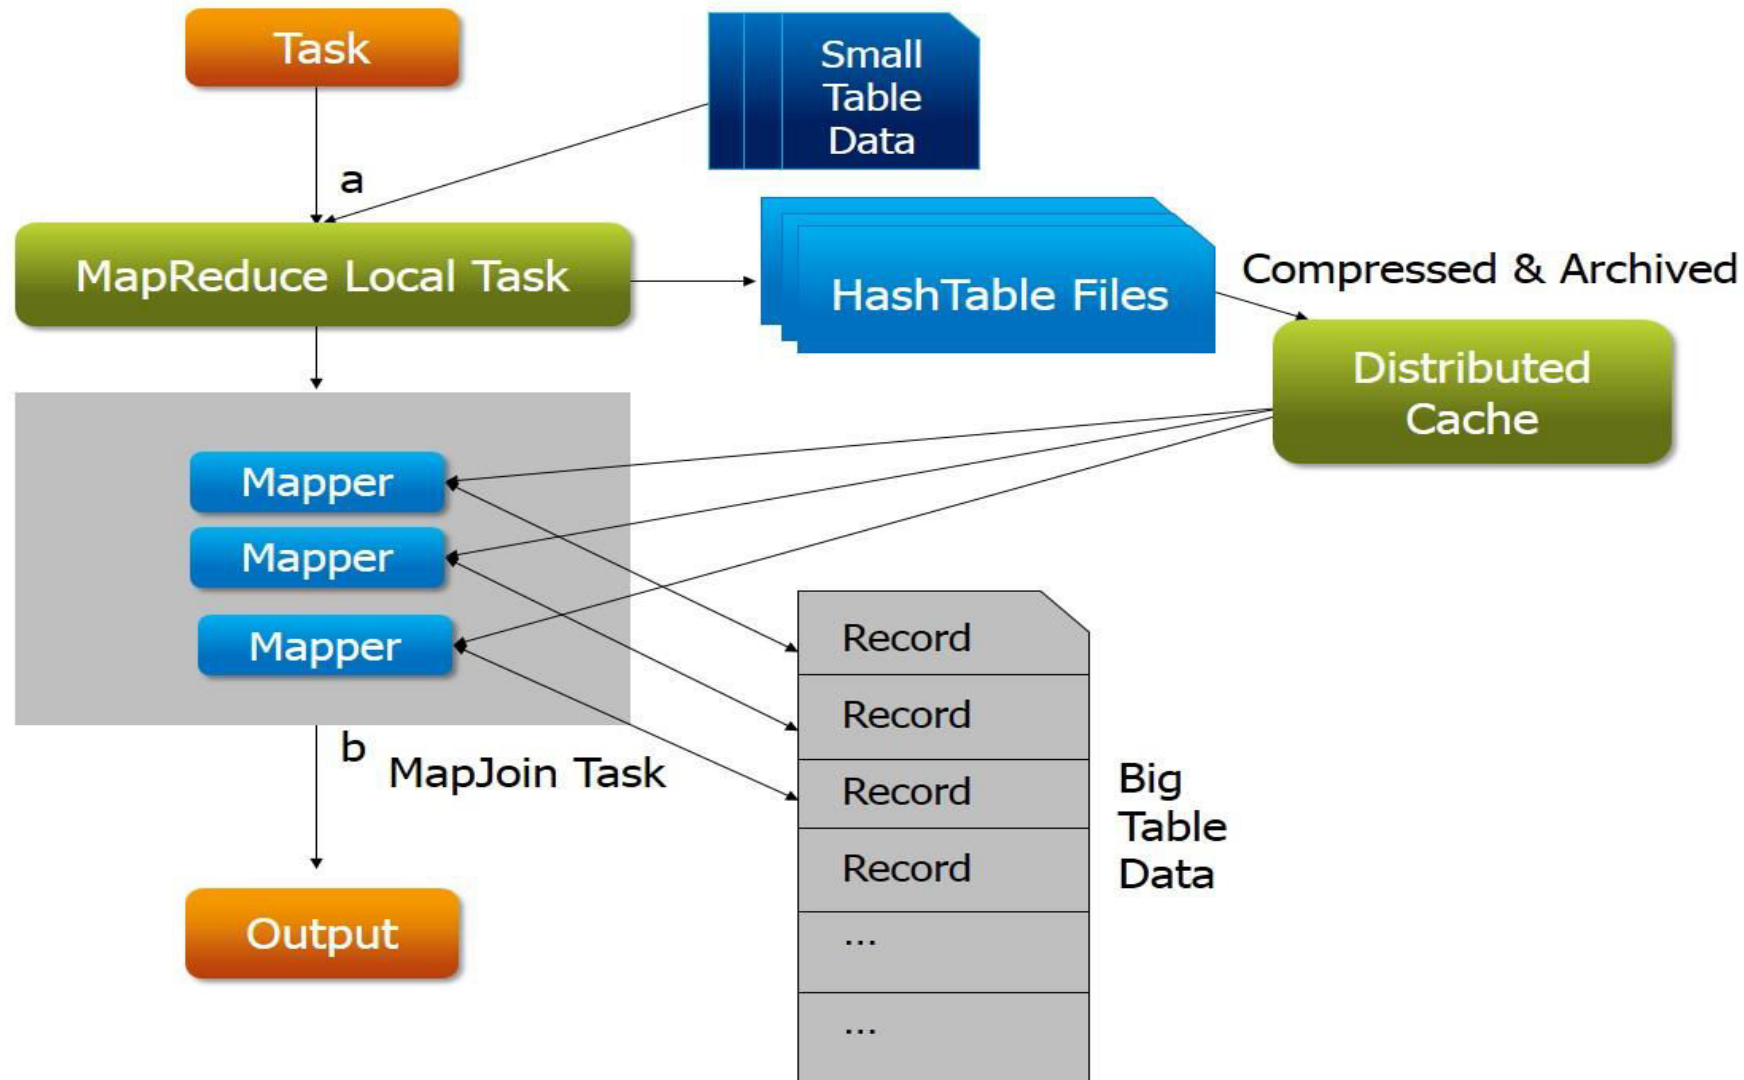 Task
Small
Table
Data
a
MapReduce Local Task
HashTable Files
Compressed & Archived
Distributed
Cache
Mapper
Mapper
Mapper
Record
Record
Record
Record
...
...
Big
Table
Data
b
MapJoin Task
Output